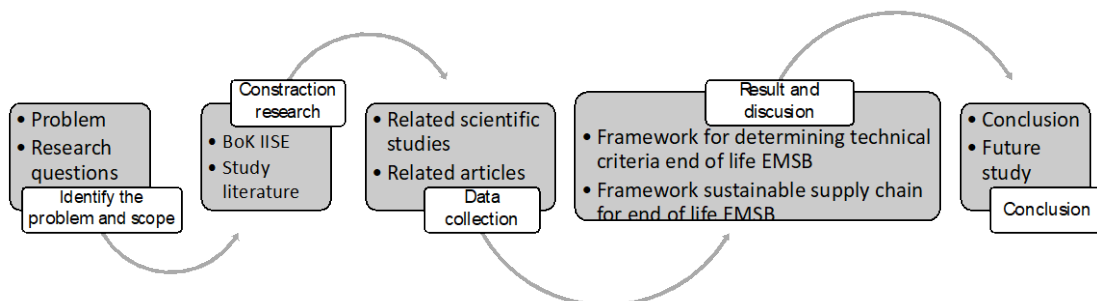 • Problem
• Research
questions
Identify the
problem and scope
Constraction
research
• BoK IISE
• Study
literature
• Related scientific
studies
• Related articles
Data
collection
Result and
discusion
• Framework for determining technical
criteria end of life EMSB
• Framework sustainable supply chain
for end of life EMSB
• Conclusion
• Future
study
Conclusion